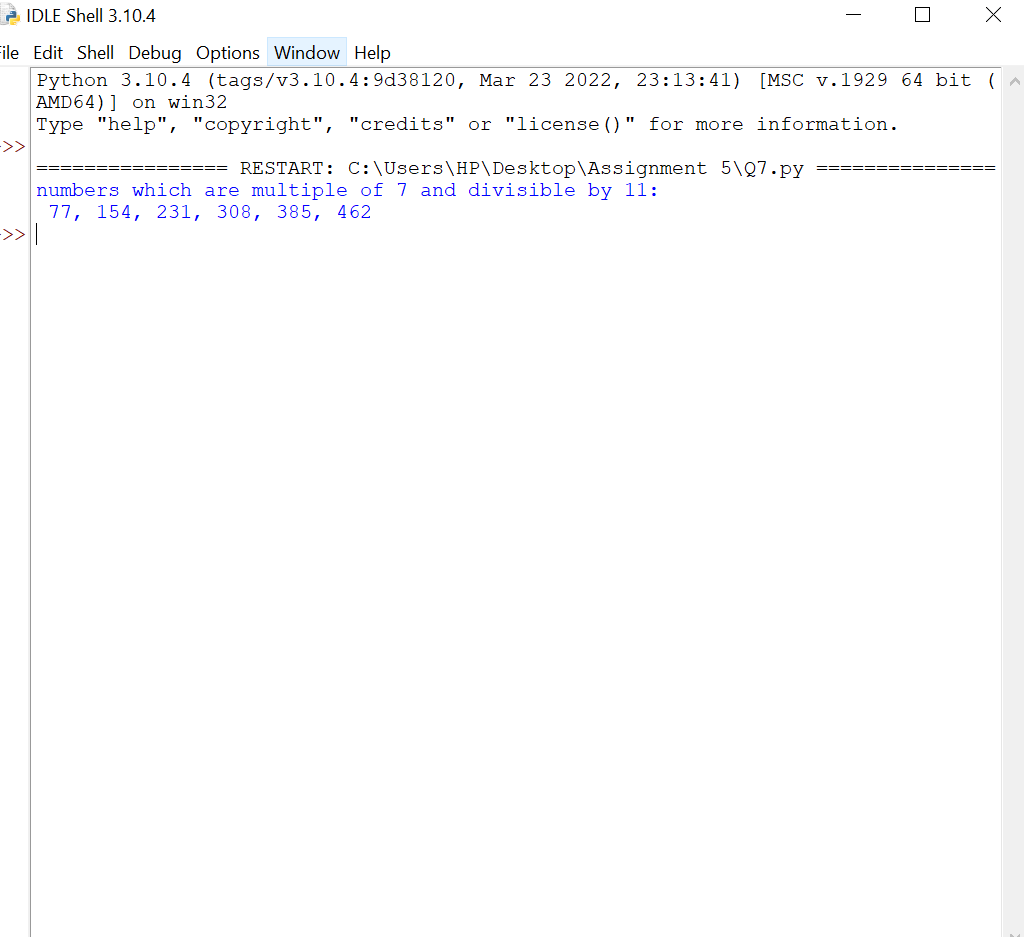 IDLE Shell 3.10.4
ile Edit Shell Debug Options Window Help
Python 3.10.4 (tags/v3.10.4:9d38120, Mar 23 2022, 23:13:41) [MSC v.1929 64 bit (
AMD64)] on win32
Type "help", "copyright", "credits" or "license()" for more information.
>>
================ RESTART: C:\Users\HP\Desktop\Assignment 5\Q7.py ===============
numbers which are multiple of 7 and divisible by 11:
77, 154, 231, 308, 385, 462
>>